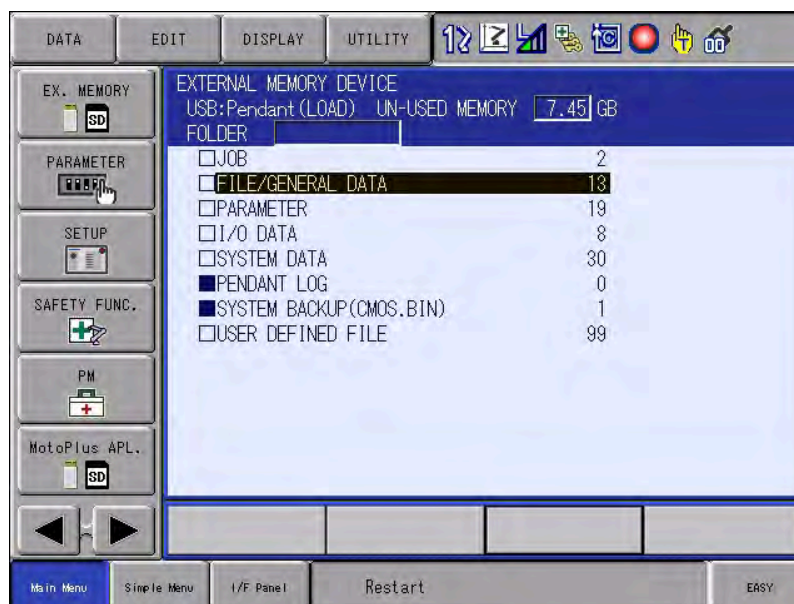 DATA EDIT DISPLAY UTILITY
EX. MEMORY
SD
PARAMETER
SETUP
SAFETY FUNC.
PM
MotoPlus APL.
SD
EXTERNAL MEMORY DEVICE
USB:Pendant(LOAD) UN-USED MEMORY 7.45 GB
FOLDER
JOB 2
FILE/GENERAL DATA 13
PARAMETER 19
I/O DATA 8
SYSTEM DATA 30
PENDANT LOG 0
SYSTEM BACKUP(CMOS.BIN) 1
USER DEFINED FILE 99
Main Menu Simple Menu I/F Panel Restart EASY